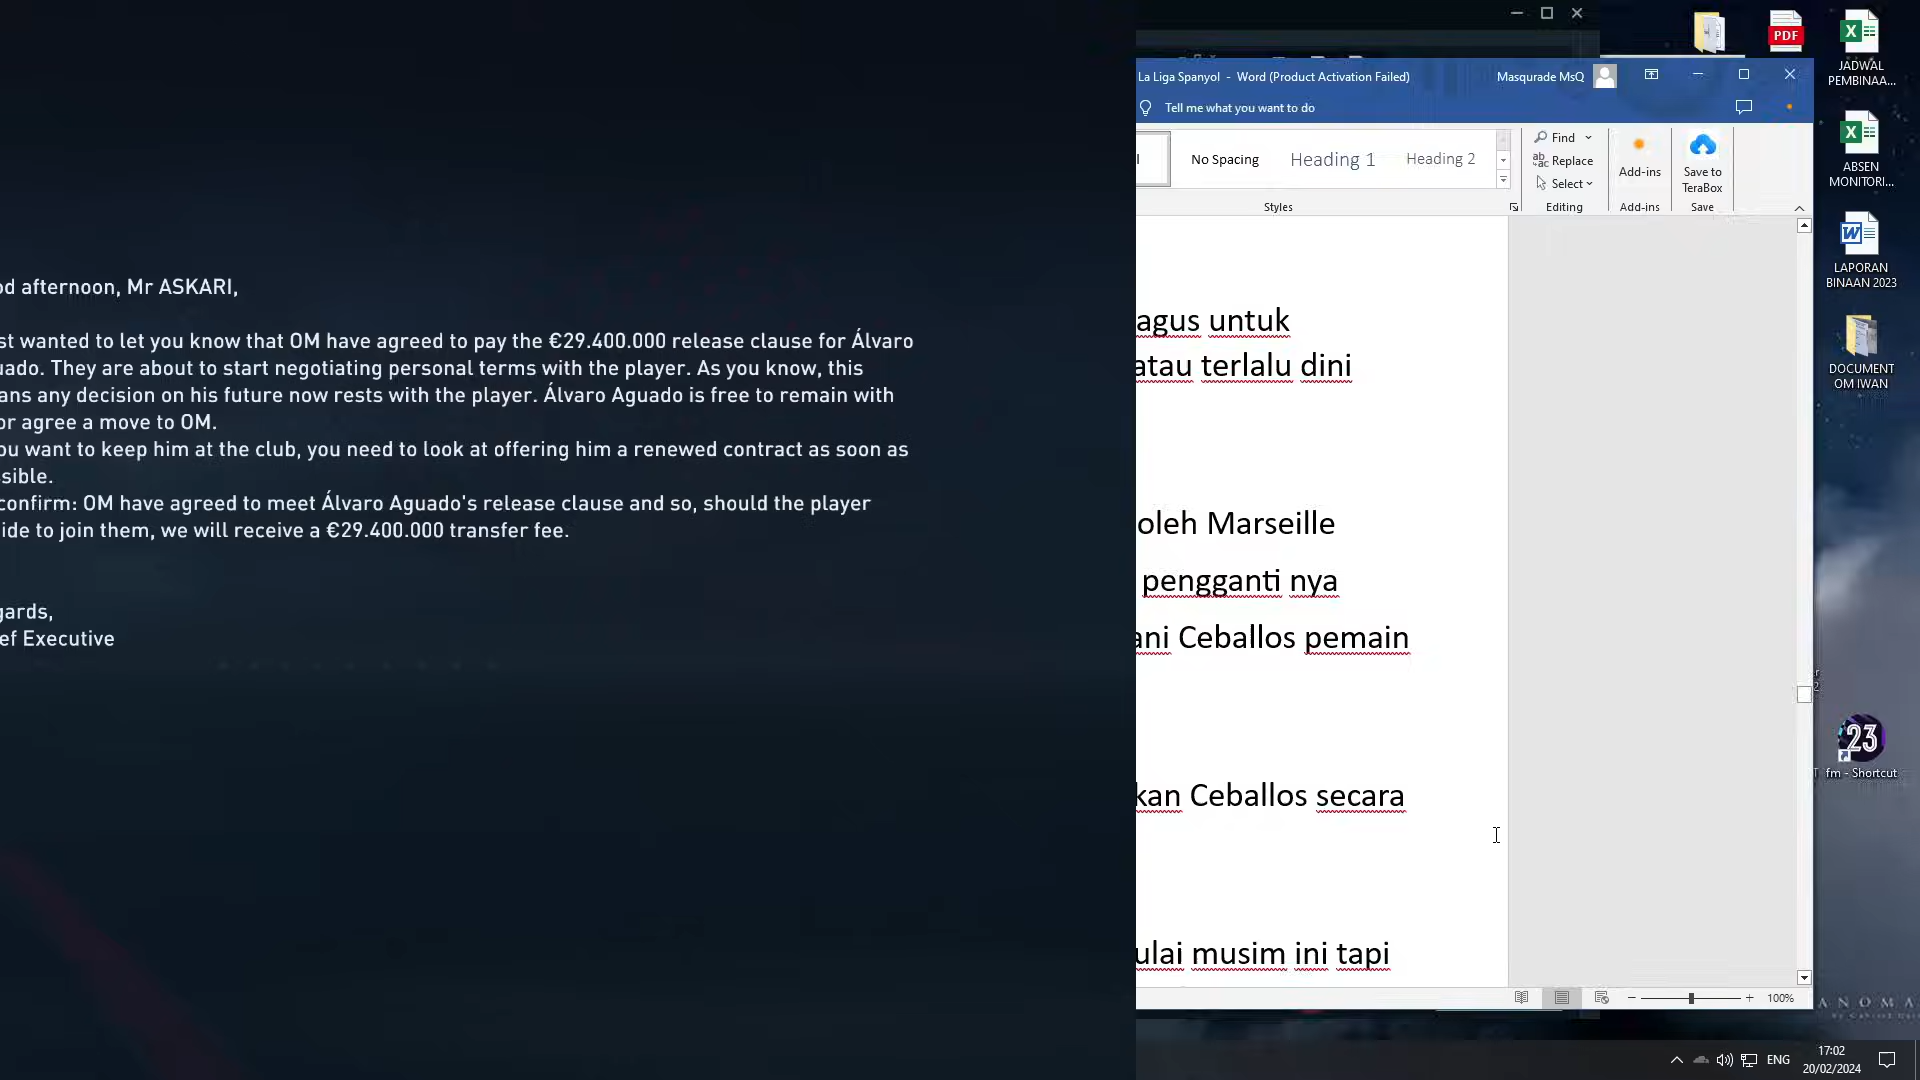 od afternoon, Mr ASKARI,
st wanted to let you know that OM have agreed to pay the €29.400.000 release clause for Álvaro
uado. They are about to start negotiating personal terms with the player. As you know, this
ans any decision on his future now rests with the player. Álvaro Aguado is free to remain with
or agree a move to OM.
ou want to keep him at the club, you need to look at offering him a renewed contract as soon as
sible.
confirm: OM have agreed to meet Álvaro Aguado's release clause and so, should the player
ide to join them, we will receive a €29.400.000 transfer fee.
gards,
ef Executive
La Liga Spanyol - Word (Product Activation Failed)
Masqurade MsQ
Tell me what you want to do
No Spacing
Heading 1
Heading 2
Styles
Find
Replace
Select
Editing
Add-ins
Add-ins
Save to
TeraBox
Save
agus untuk
atau terlalu dini
oleh Marseille
pengganti nya
ani Ceballos pemain
kan Ceballos secara
ulai musim ini tapi
100%
PDF
JADWAL
PEMBINAA...
ABSEN
MONITORI...
LAPORAN
BINAAN 2023
DOCUMENT
OM IWAN
23
fm - Shortcut
ANOMA
ENG
17:02
20/02/2024